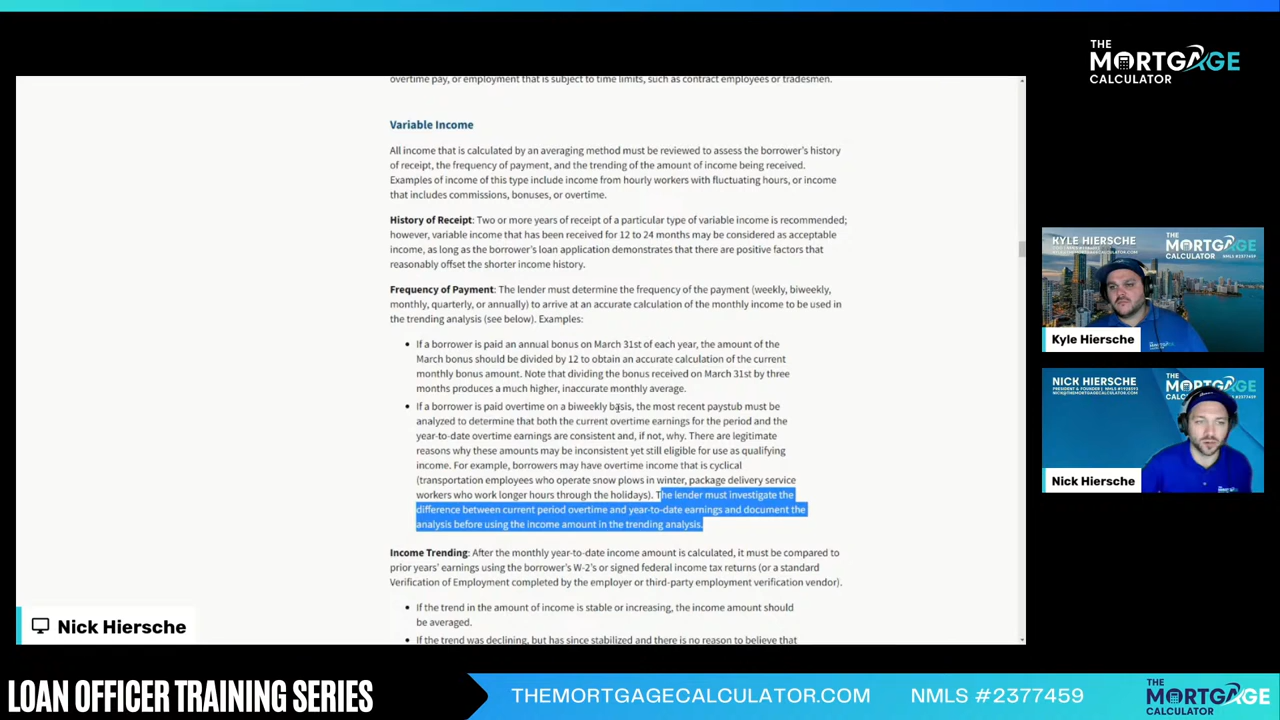 THE
MORTGAGE
CALCULATOR
overtime pay, or employment that is subject to time limits, such as contract employees or tradesmen.
Variable Income
All income that is calculated by an averaging method must be reviewed to assess the borrower's history
of receipt, the frequency of payment, and the trending of the amount of income being received.
Examples of income of this type include income from hourly workers with fluctuating hours, or income
that includes commissions, bonuses, or overtime.
History of Receipt: Two or more years of receipt of a particular type of variable income is recommended;
however, variable income that has been received for 12 to 24 months may be considered as acceptable
income, as long as the borrower's loan application demonstrates that there are positive factors that
reasonably offset the shorter income history.
Frequency of Payment: The lender must determine the frequency of the payment (weekly, biweekly,
monthly, quarterly, or annually) to arrive at an accurate calculation of the monthly income to be used in
the trending analysis (see below). Examples:
• If a borrower is paid an annual bonus on March 31st of each year, the amount of the
March bonus should be divided by 12 to obtain an accurate calculation of the current
monthly bonus amount. Note that dividing the bonus received on March 31st by three
months produces a much higher, inaccurate monthly average.
• If a borrower is paid overtime on a biweekly basis, the most recent paystub must be
analyzed to determine that both the current overtime earnings for the period and the
year-to-date overtime earnings are consistent and, if not, why. There are legitimate
reasons why these amounts may be inconsistent yet still eligible for use as qualifying
income. For example, borrowers may have overtime income that is cyclical
(transportation employees who operate snow plows in winter, package delivery service
workers who work longer hours through the holidays). The lender must investigate the
difference between current period overtime and year-to-date earnings and document the
analysis before using the income amount in the trending analysis.
Income Trending: After the monthly year-to-date income amount is calculated, it must be compared to
prior years' earnings using the borrower's W-2's or signed federal income tax returns (or a standard
Verification of Employment completed by the employer or third-party employment verification vendor).
• If the trend in the amount of income is stable or increasing, the income amount should
be averaged.
• If the trend was declining, but has since stabilized and there is no reason to believe that
KYLE HIERSCHE
THE
MORTGAGE
CALCULATOR
NMLS #2377459
Kyle Hiersche
NICK HIERSCHE
PRESIDENT & FOUNDER
THE
MORTGAGE
CALCULATOR
Nick Hiersche
Nick Hiersche
LOAN OFFICER TRAINING SERIES
THEMORTGAGECALCULATOR.COM
NMLS #2377459
THE
MORTGAGE
CALCULATOR